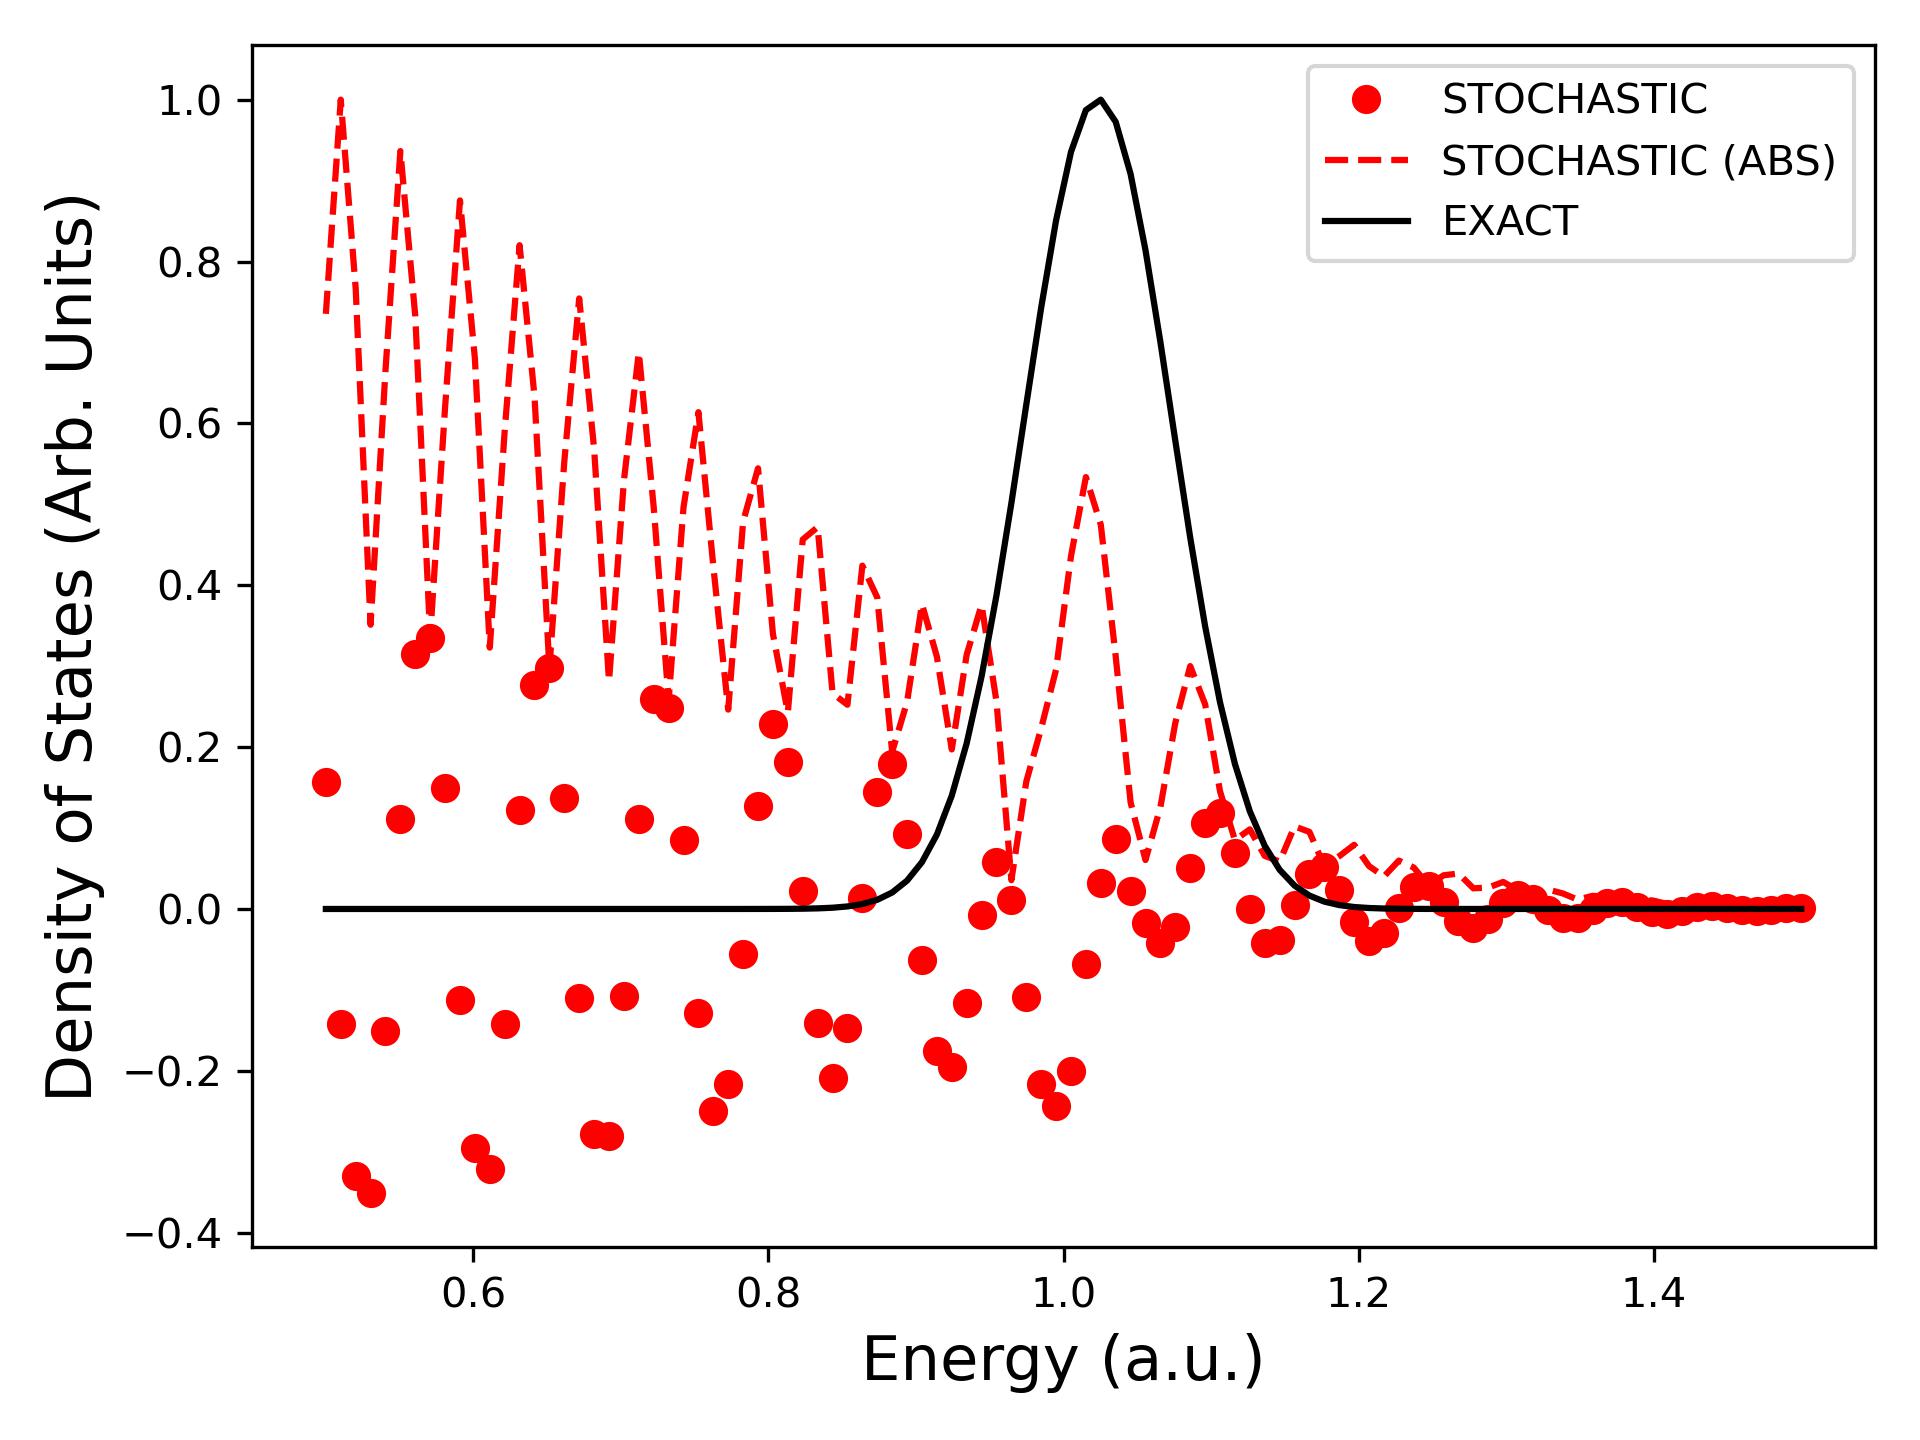 STOCHASTIC
STOCHASTIC (ABS)
EXACT
Density of States (Arb. Units)
1.0
0.8
0.6
0.4
0.2
0.0
−0.2
−0.4
0.6 0.8 1.0 1.2 1.4
Energy (a.u.)